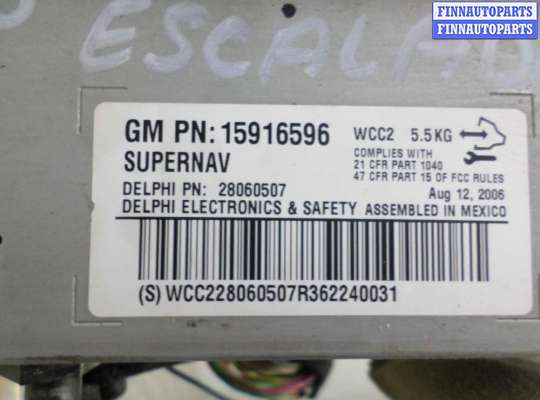 FINNAUTOPARTS
FINNAUTOPARTS
FINNAUTOPARTS
ESCALAD
GM PN: 15916596
WCC2 5.5KG
SUPERNAV
COMPLIES WITH
21 CFR PART 1040
47 CFR PART 15 OF FCC RULES
DELPHI PN: 28060507
Aug 12, 2006
DELPHI ELECTRONICS & SAFETY ASSEMBLED IN MEXICO
(S) WCC228060507R362240031